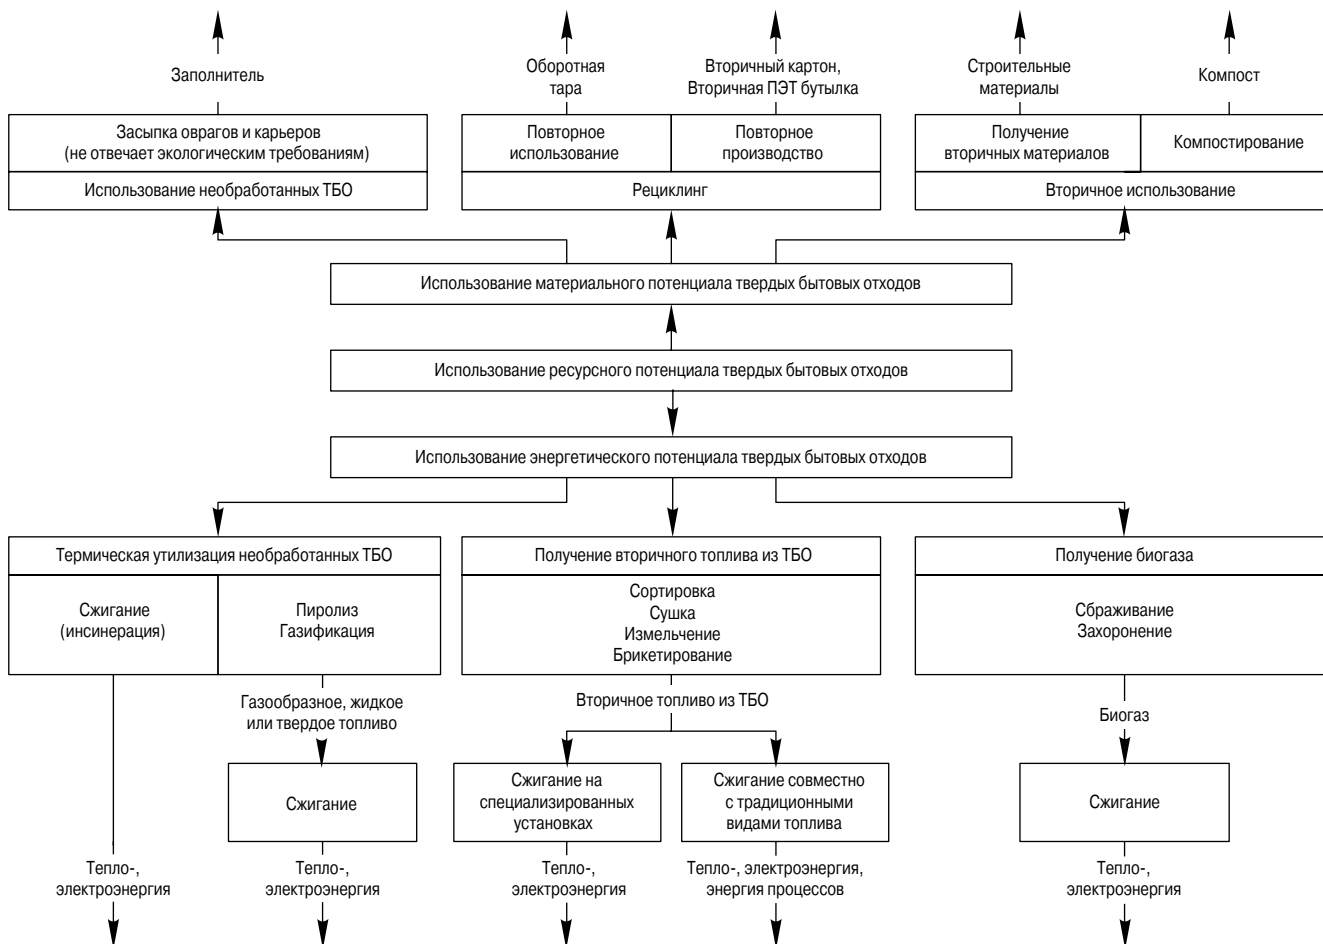 Заполнитель
Оборотная
тара
Вторичный картон,
Вторичная ПЭТ бутылка
Строительные
материалы
Компост
Засыпка оврагов и карьеров
(не отвечает экологическим требованиям)
Использование необработанных ТБО
Повторное
использование
Повторное
производство
Рециклинг
Получение
вторичных материалов
Компостирование
Вторичное использование
Использование материального потенциала твердых бытовых отходов
Использование ресурсного потенциала твердых бытовых отходов
Использование энергетического потенциала твердых бытовых отходов
Термическая утилизация необработанных ТБО
Сжигание
(инсинерация)
Пиролиз
Газификация
Получение вторичного топлива из ТБО
Сортировка
Сушка
Измельчение
Брикетирование
Получение биогаза
Сбраживание
Захоронение
Газообразное, жидкое
или твердое топливо
Вторичное топливо из ТБО
Биогаз
Сжигание
Сжигание на
специализированных
установках
Сжигание совместно
с традиционными
видами топлива
Сжигание
Тепло-,
электроэнергия
Тепло-,
электроэнергия
Тепло-,
электроэнергия
Тепло-, электроэнергия,
энергия процессов
Тепло-,
электроэнергия